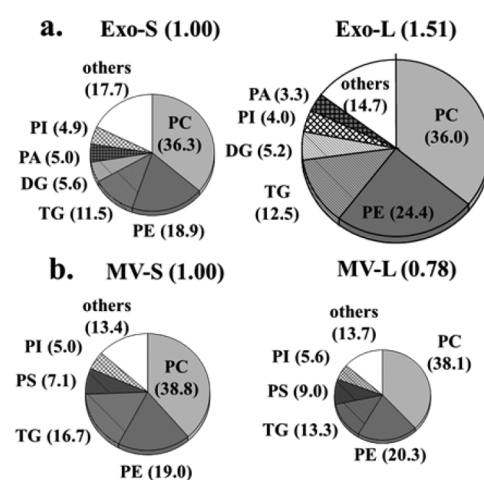 a. Exo-S (1.00)
others
(17.7)
PI (4.9)
PA (5.0)
DG (5.6)
TG (11.5)
PE (18.9)
PC
(36.3)
Exo-L (1.51)
others
(14.7)
PA (3.3)
PI (4.0)
DG (5.2)
TG
(12.5)
PE (24.4)
PC
(36.0)
b. MV-S (1.00)
others
(13.4)
PI (5.0)
PS (7.1)
TG (16.7)
PE (19.0)
PC
(38.8)
MV-L (0.78)
others
(13.7)
PI (5.6)
PS (9.0)
TG (13.3)
PE (20.3)
PC
(38.1)